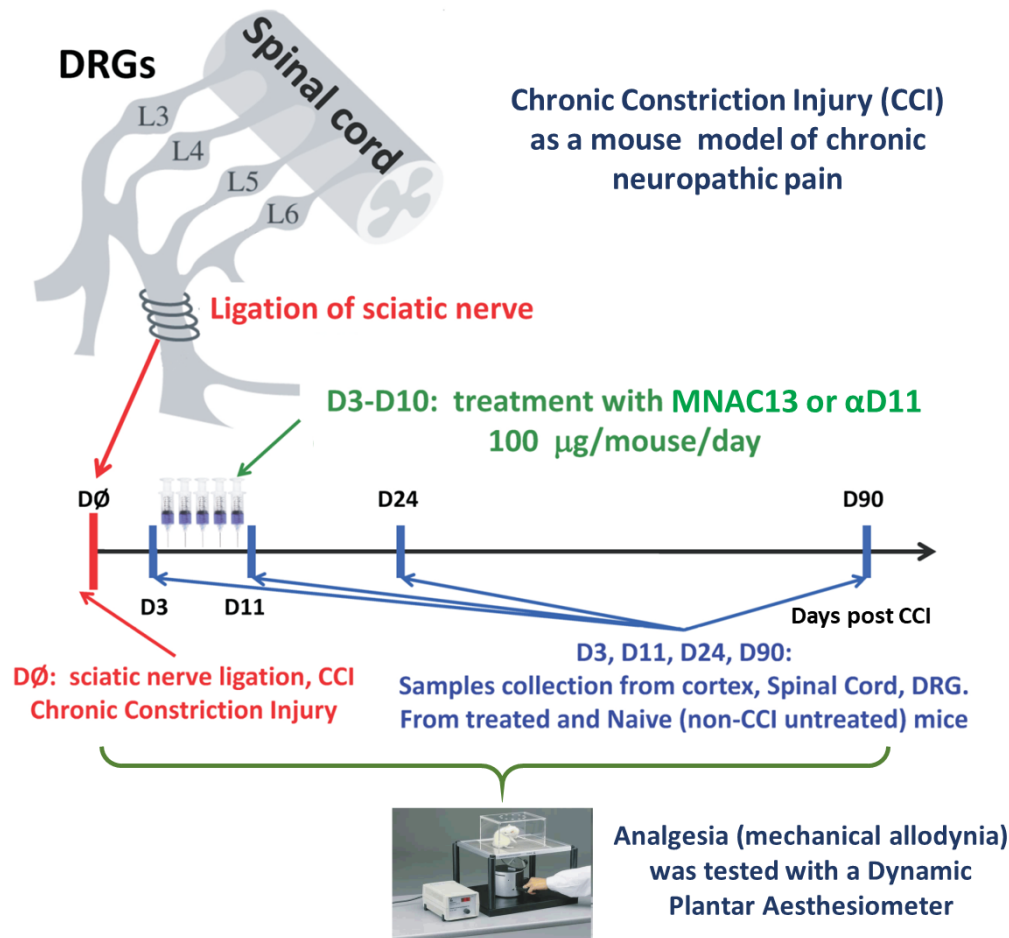 DRGs
Spinal cord
L3
L4
L5
L6
Chronic Constriction Injury (CCI)
as a mouse model of chronic
neuropathic pain
Ligation of sciatic nerve
D3-D10: treatment with MNAC13 or αD11
100 μg/mouse/day
DØ
D24
D90
D3
D11
Days post CCI
DØ: sciatic nerve ligation, CCI
Chronic Constriction Injury
D3, D11, D24, D90:
Samples collection from cortex, Spinal Cord, DRG.
From treated and Naive (non-CCI untreated) mice
Analgesia (mechanical allodynia)
was tested with a Dynamic
Plantar Aesthesiometer